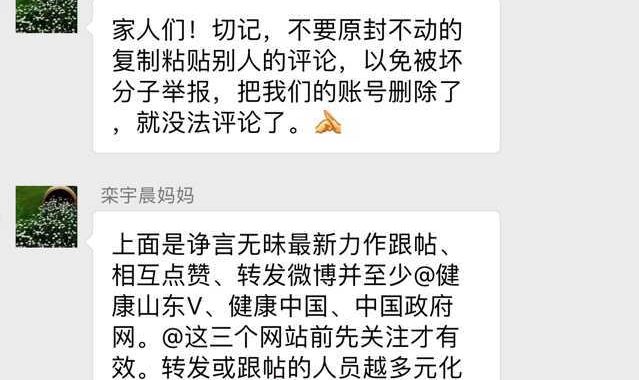 家人们！切记，不要原封不动的
复制粘贴别人的评论，以免被坏
分子举报，把我们的账号删除了
，就没法评论了。🙏
栾宇晨妈妈
上面是诤言无昧最新力作跟帖、
相互点赞、转发微博并至少@健
康山东V、健康中国、中国政府
网。@这三个网站前先关注才有
效。转发或跟帖的人员越多元化